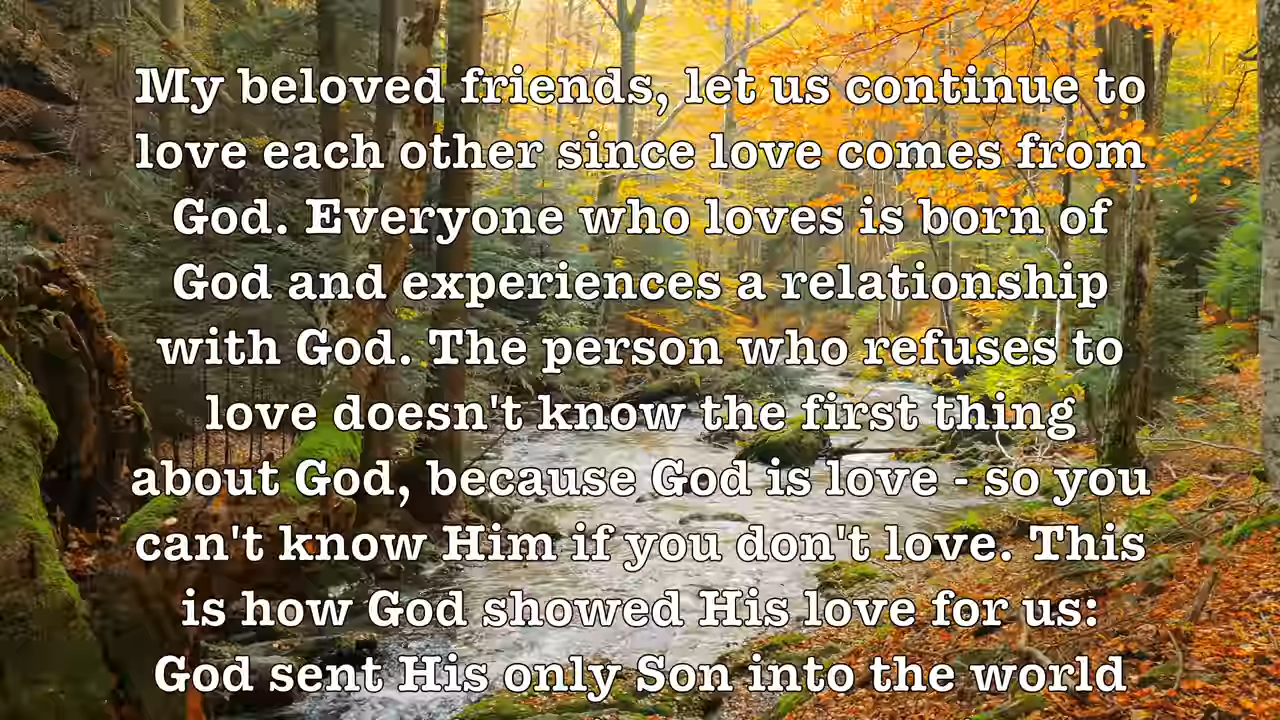 My beloved friends, let us continue to
love each other since love comes from
God. Everyone who loves is born of
God and experiences a relationship
with God. The person who refuses to
love doesn't know the first thing
about God, because God is love - so you
can't know Him if you don't love. This
is how God showed His love for us:
God sent His only Son into the world